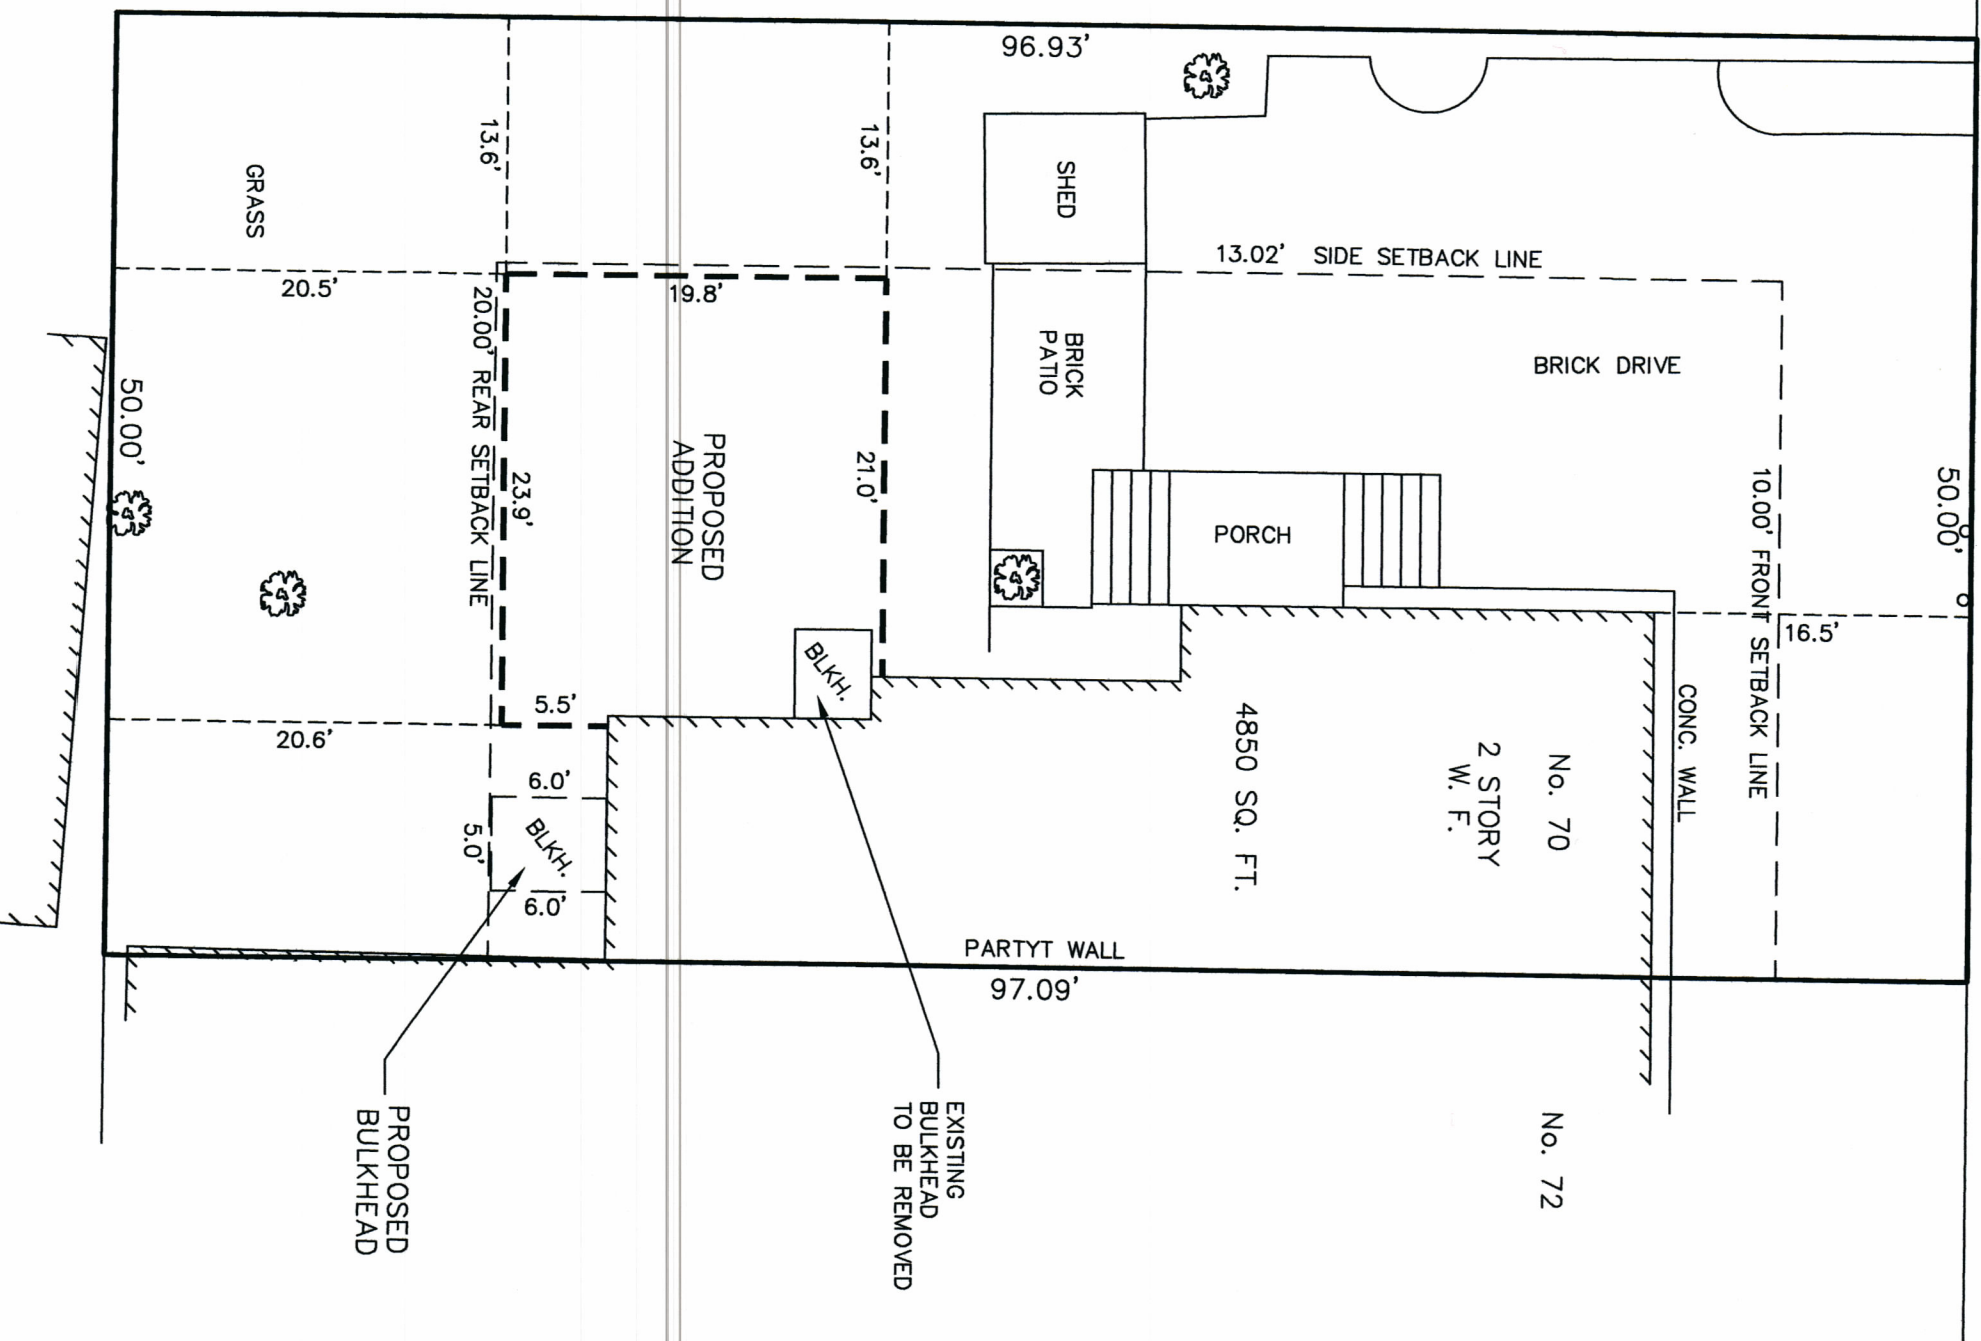 96.93'
13.6'
13.6'
GRASS
SHED
13.02' SIDE SETBACK LINE
20.5'
19.8'
20.00' REAR SETBACK LINE
BRICK
PATIO
BRICK DRIVE
50.00'
23.9'
PROPOSED
ADDITION
21.0'
PORCH
10.00' FRONT SETBACK LINE
50.00'
16.5'
BLKH.
5.5'
20.6'
6.0'
BLKH.
5.0'
6.0'
4850 SQ. FT.
No. 70
2 STORY
W. F.
CONC. WALL
PARTYT WALL
97.09'
PROPOSED
BULKHEAD
EXISTING
BULKHEAD
TO BE REMOVED
No. 72